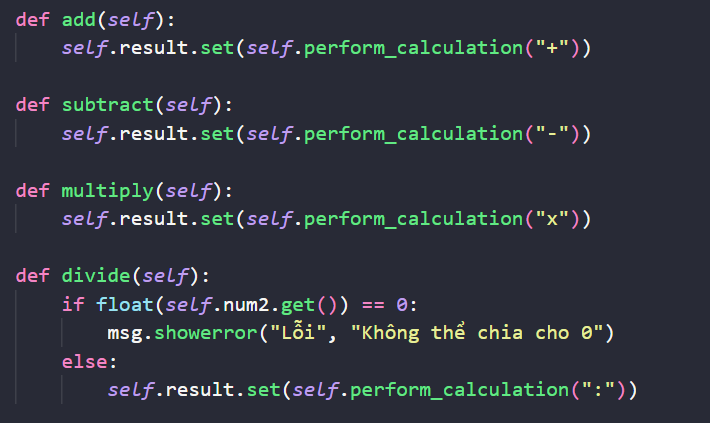 def add(self):
    self.result.set(self.perform_calculation("+"))
def subtract(self):
    self.result.set(self.perform_calculation("-"))
def multiply(self):
    self.result.set(self.perform_calculation("x"))
def divide(self):
    if float(self.num2.get()) == 0:
        msg.showerror("Lỗi", "Không thể chia cho 0")
    else:
        self.result.set(self.perform_calculation(":"))